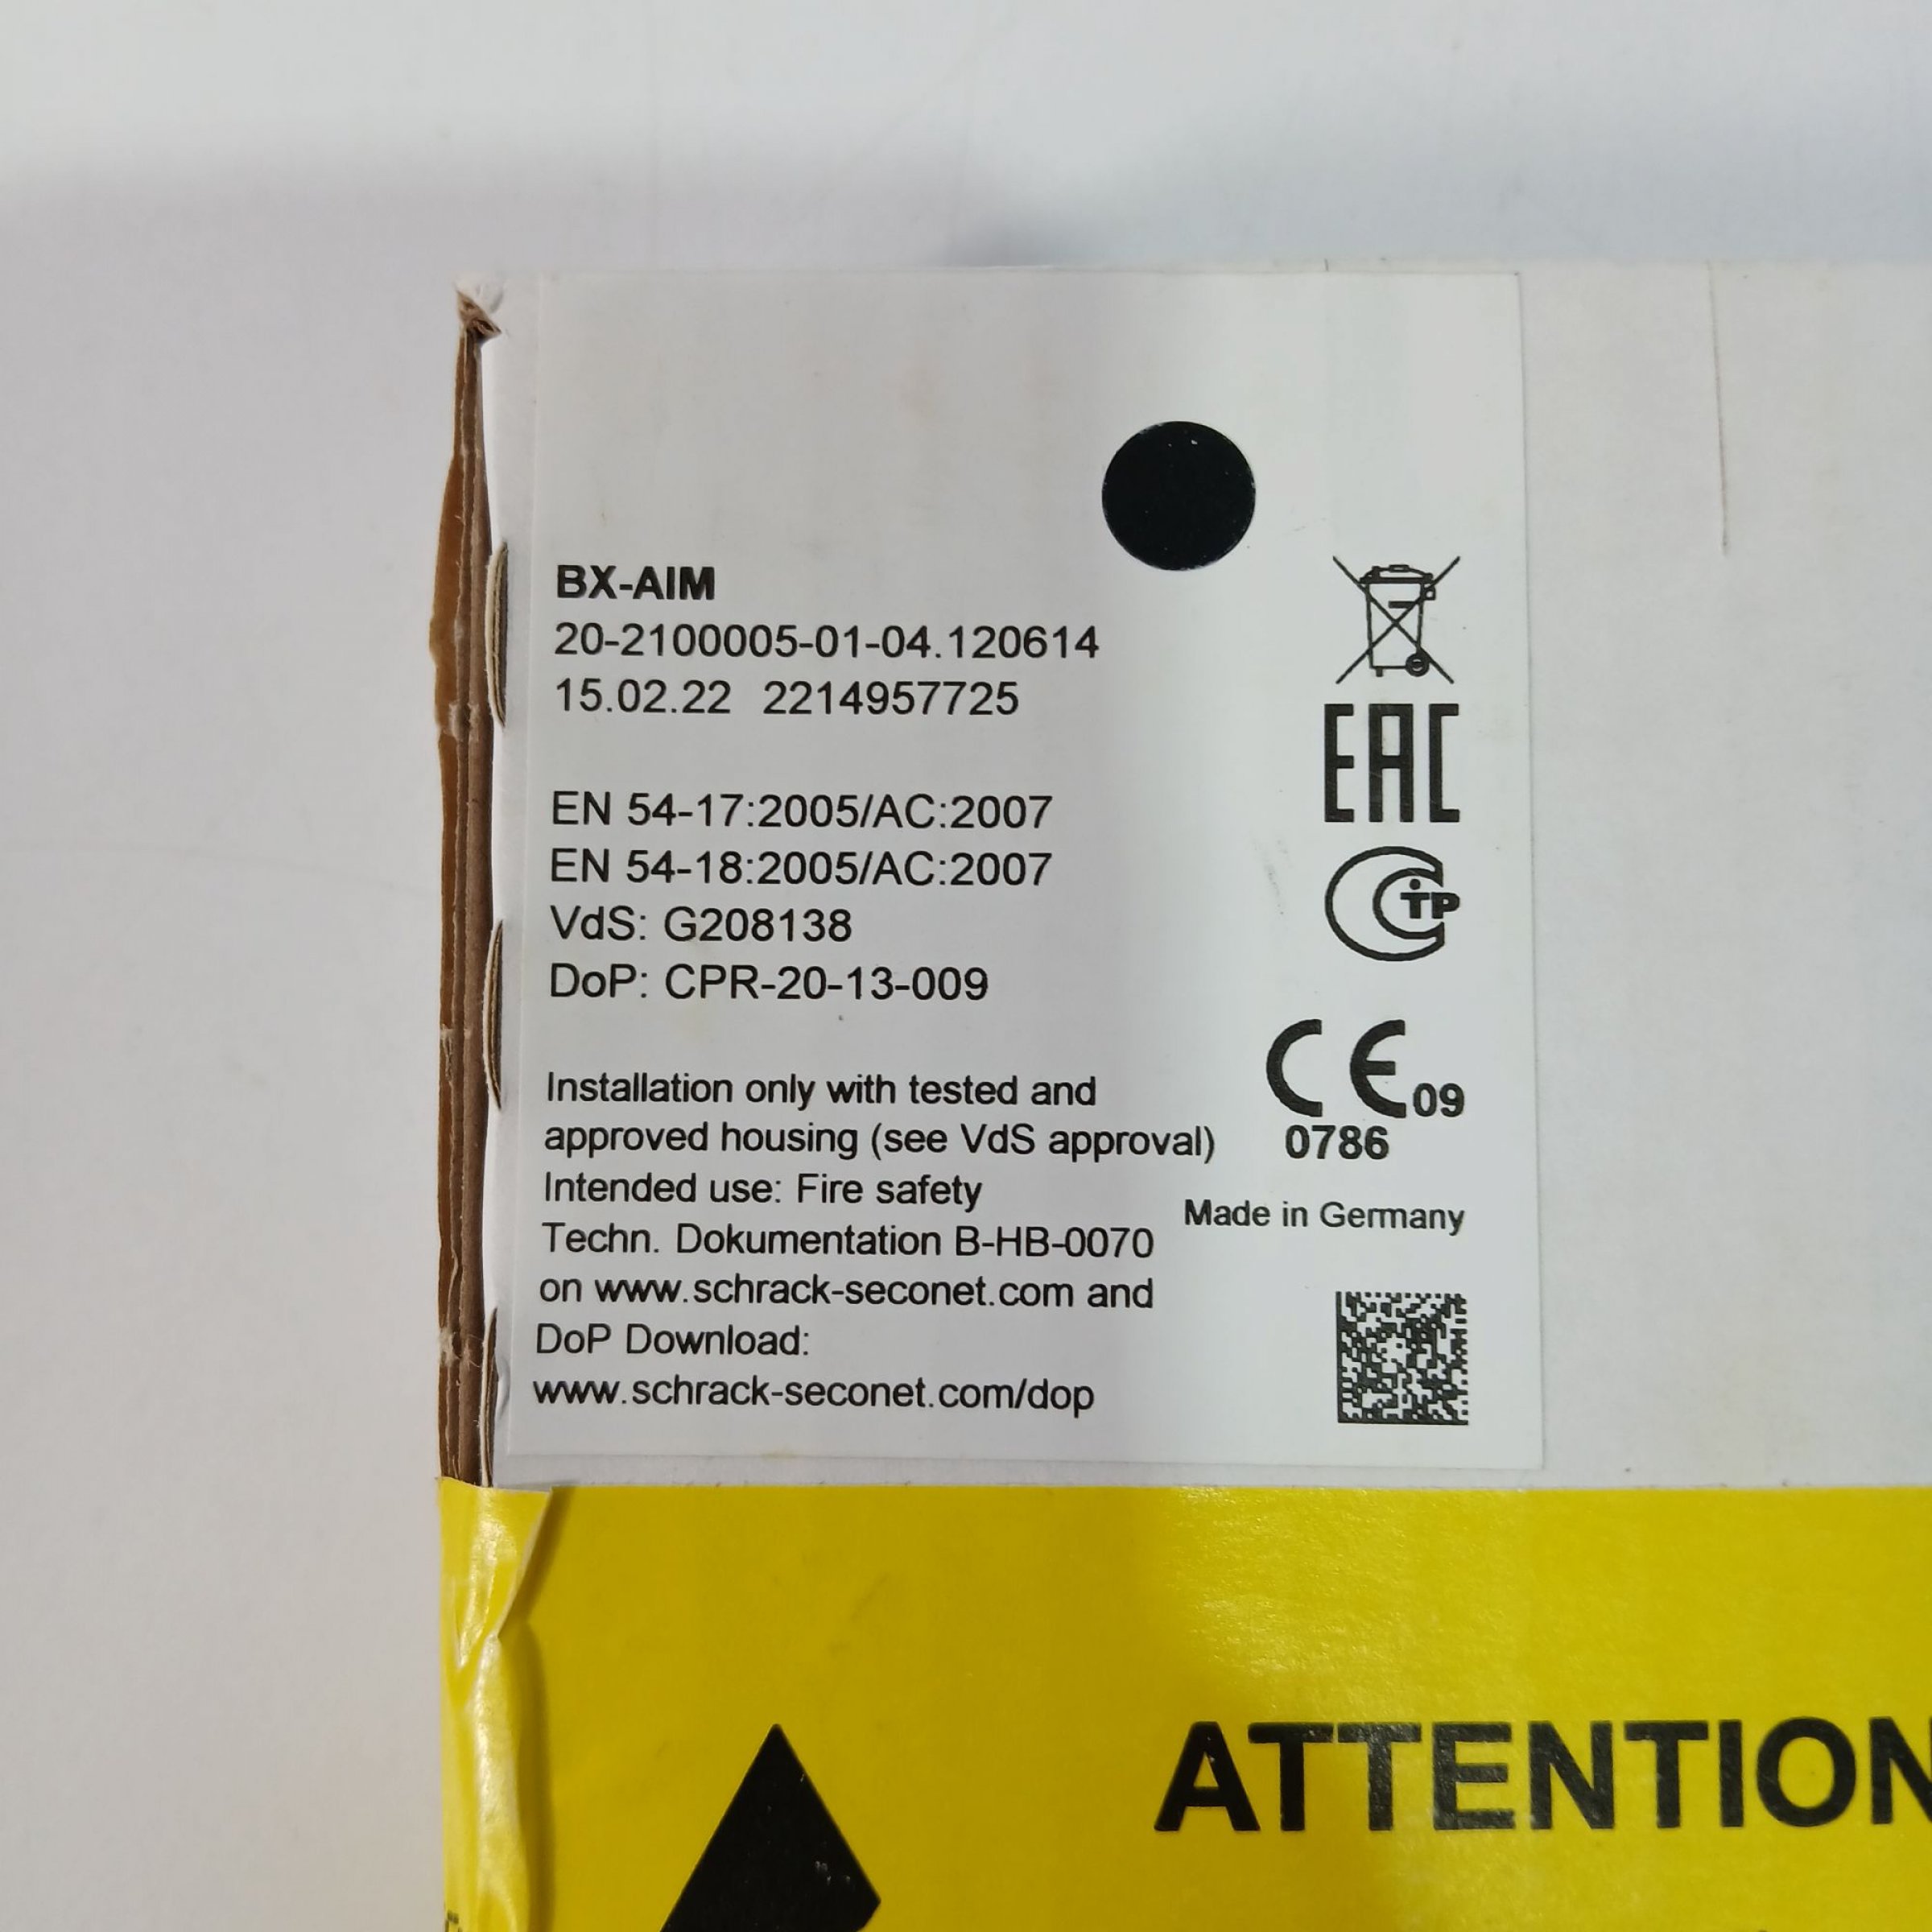 BX-AIM
20-2100005-01-04.120614
15.02.22 2214957725
EN 54-17:2005/AC:2007
EN 54-18:2005/AC:2007
VdS: G208138
DoP: CPR-20-13-009
Installation only with tested and
approved housing (see VdS approval)
Intended use: Fire safety
Techn. Dokumentation B-HB-0070
on www.schrack-seconet.com and
DoP Download:
www.schrack-seconet.com/dop
EAC
CTP
CE 09
0786
Made in Germany
ATTENTION